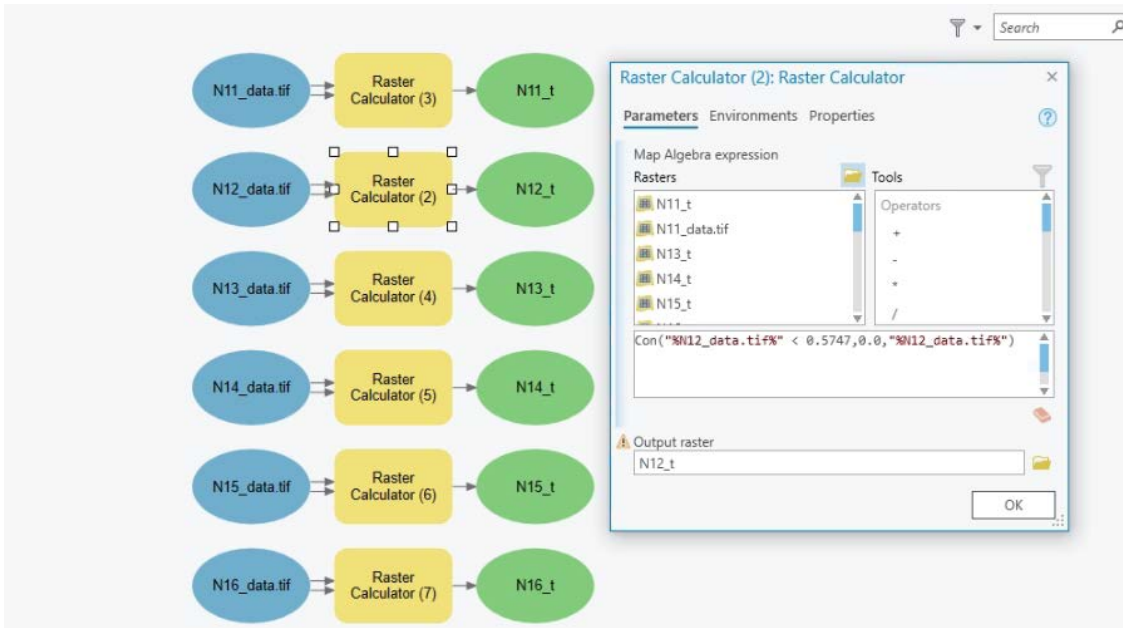 Search
N11_data.tif
Raster
Calculator (3)
N11_t
N12_data.tif
Raster
Calculator (2)
N12_t
N13_data.tif
Raster
Calculator (4)
N13_t
N14_data.tif
Raster
Calculator (5)
N14_t
N15_data.tif
Raster
Calculator (6)
N15_t
N16_data.tif
Raster
Calculator (7)
N16_t
Raster Calculator (2): Raster Calculator
Parameters Environments Properties
Map Algebra expression
Rasters
N11_t
N11_data.tif
N13_t
N14_t
N15_t
Tools
Operators
+
-
*
/
Con("%N12_data.tif%" < 0.5747,0.0,"%N12_data.tif%")
Output raster
N12_t
OK